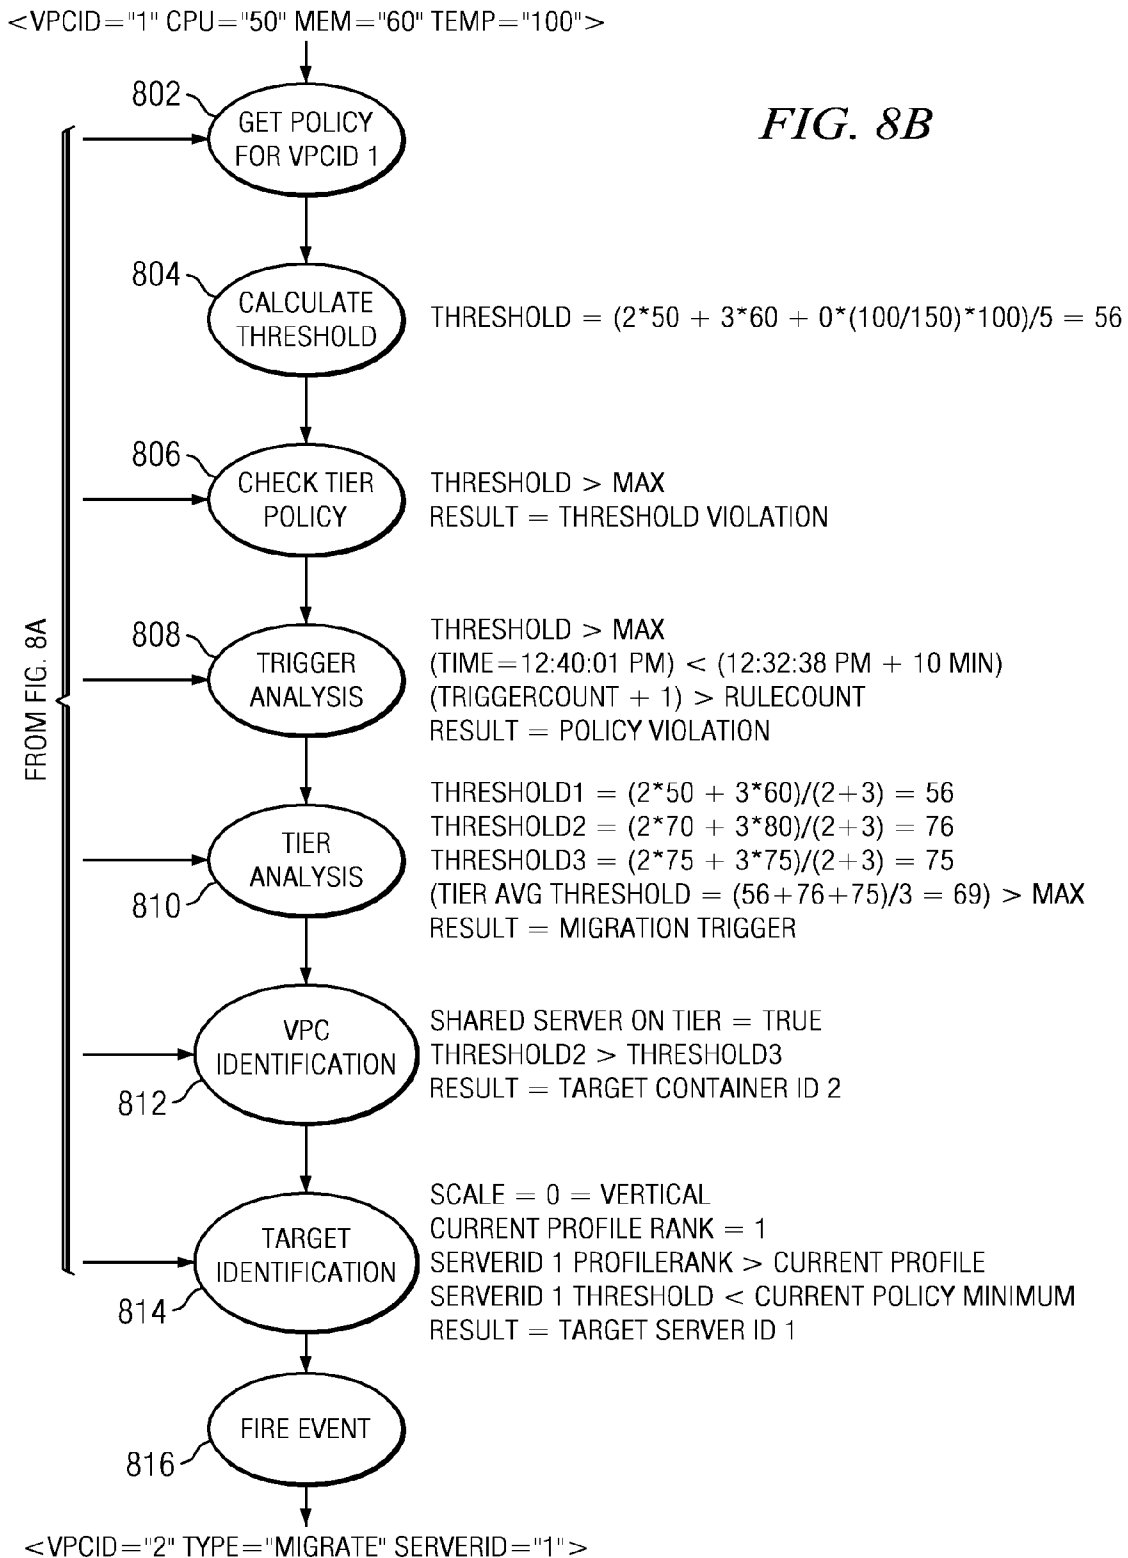 <VPCID="1" CPU="50" MEM="60" TEMP="100">
FIG. 8B
802
GET POLICY
FOR VPCID 1
804
CALCULATE
THRESHOLD
THRESHOLD = (2*50 + 3*60 + 0*(100/150)*100)/5 = 56
806
CHECK TIER
POLICY
THRESHOLD > MAX
RESULT = THRESHOLD VIOLATION
FROM FIG. 8A
808
TRIGGER
ANALYSIS
THRESHOLD > MAX
(TIME=12:40:01 PM) < (12:32:38 PM + 10 MIN)
(TRIGGERCOUNT + 1) > RULECOUNT
RESULT = POLICY VIOLATION
TIER
ANALYSIS
810
THRESHOLD1 = (2*50 + 3*60)/(2+3) = 56
THRESHOLD2 = (2*70 + 3*80)/(2+3) = 76
THRESHOLD3 = (2*75 + 3*75)/(2+3) = 75
(TIER AVG THRESHOLD = (56+76+75)/3 = 69) > MAX
RESULT = MIGRATION TRIGGER
VPC
IDENTIFICATION
812
SHARED SERVER ON TIER = TRUE
THRESHOLD2 > THRESHOLD3
RESULT = TARGET CONTAINER ID 2
TARGET
IDENTIFICATION
814
SCALE = 0 = VERTICAL
CURRENT PROFILE RANK = 1
SERVERID 1 PROFILERANK > CURRENT PROFILE
SERVERID 1 THRESHOLD < CURRENT POLICY MINIMUM
RESULT = TARGET SERVER ID 1
FIRE EVENT
816
<VPCID="2" TYPE="MIGRATE" SERVERID="1">